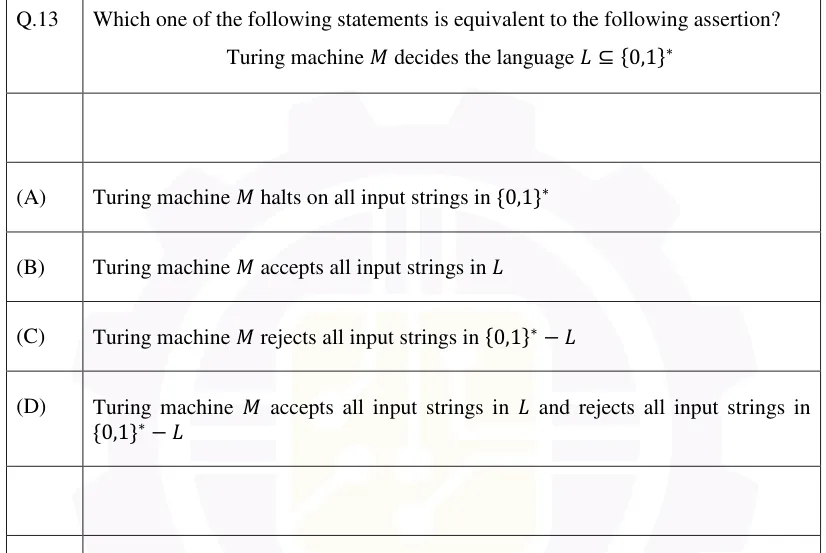 Q.13 Which one of the following statements is equivalent to the following assertion?
Turing machine 𝑀 decides the language 𝐿 ⊆ {0,1}*
(A) Turing machine 𝑀 halts on all input strings in {0,1}*
(B) Turing machine 𝑀 accepts all input strings in 𝐿
(C) Turing machine 𝑀 rejects all input strings in {0,1}* − 𝐿
(D) Turing machine 𝑀 accepts all input strings in 𝐿 and rejects all input strings in
{0,1}* − 𝐿